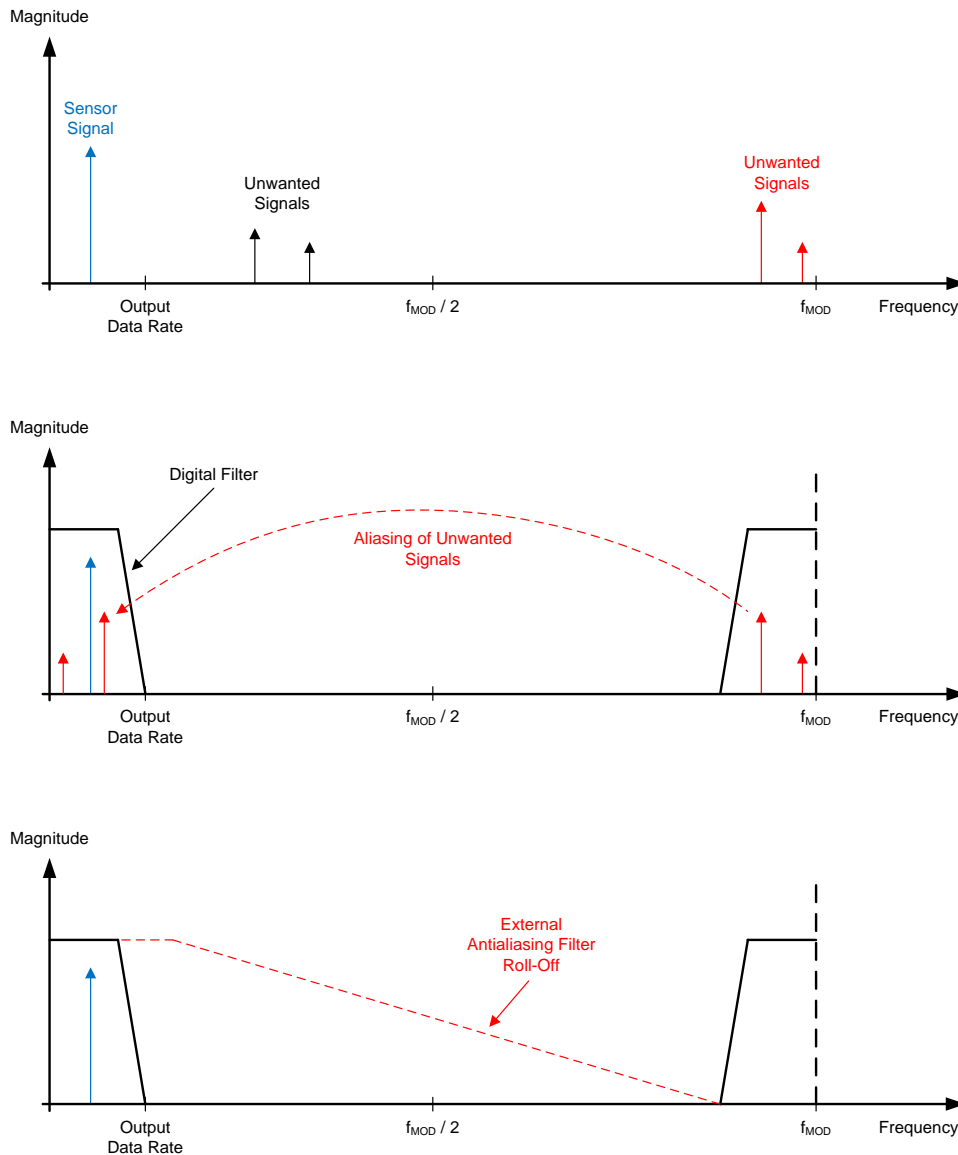 Magnitude
Sensor
Signal
Unwanted
Signals
Unwanted
Signals
Output
Data Rate
fMOD / 2
fMOD
Frequency
Magnitude
Digital Filter
Aliasing of Unwanted
Signals
Output
Data Rate
fMOD / 2
fMOD
Frequency
Magnitude
External
Antialiasing Filter
Roll-Off
Output
Data Rate
fMOD / 2
fMOD
Frequency